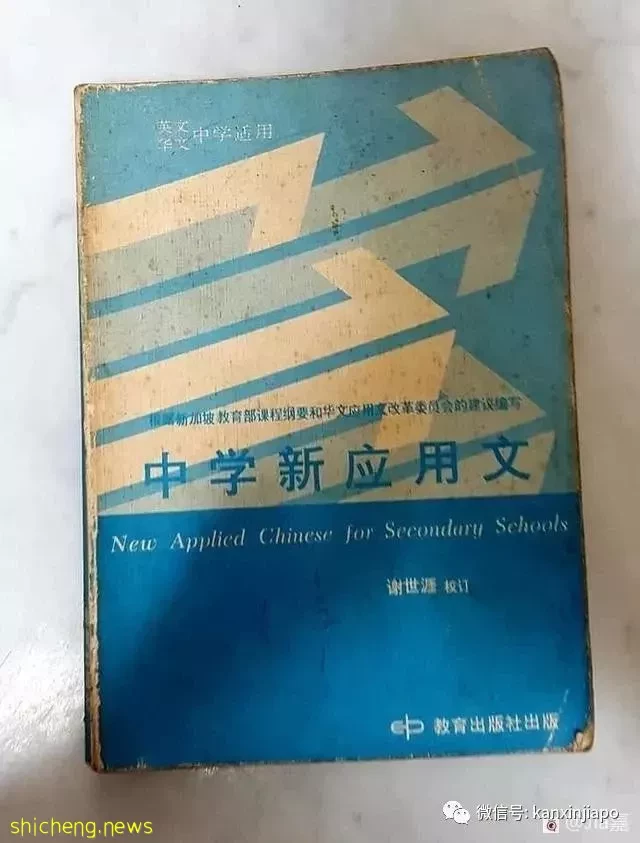 英文
华文
中学适用
根据新加坡教育部课程纲要和华文应用文改革委员会的建议编写
中学新应用文
New Applied Chinese for Secondary Schools
谢世涯 校订
教育出版社出版
微信号: kanxinjiapo
shicheng.news